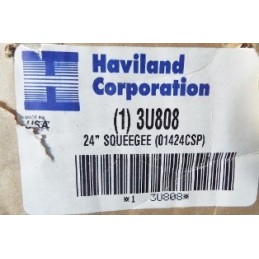 Haviland
Corporation
USA
(1) 3U808
24" SQUEEGEE (01424CSP)
*1 3U808*